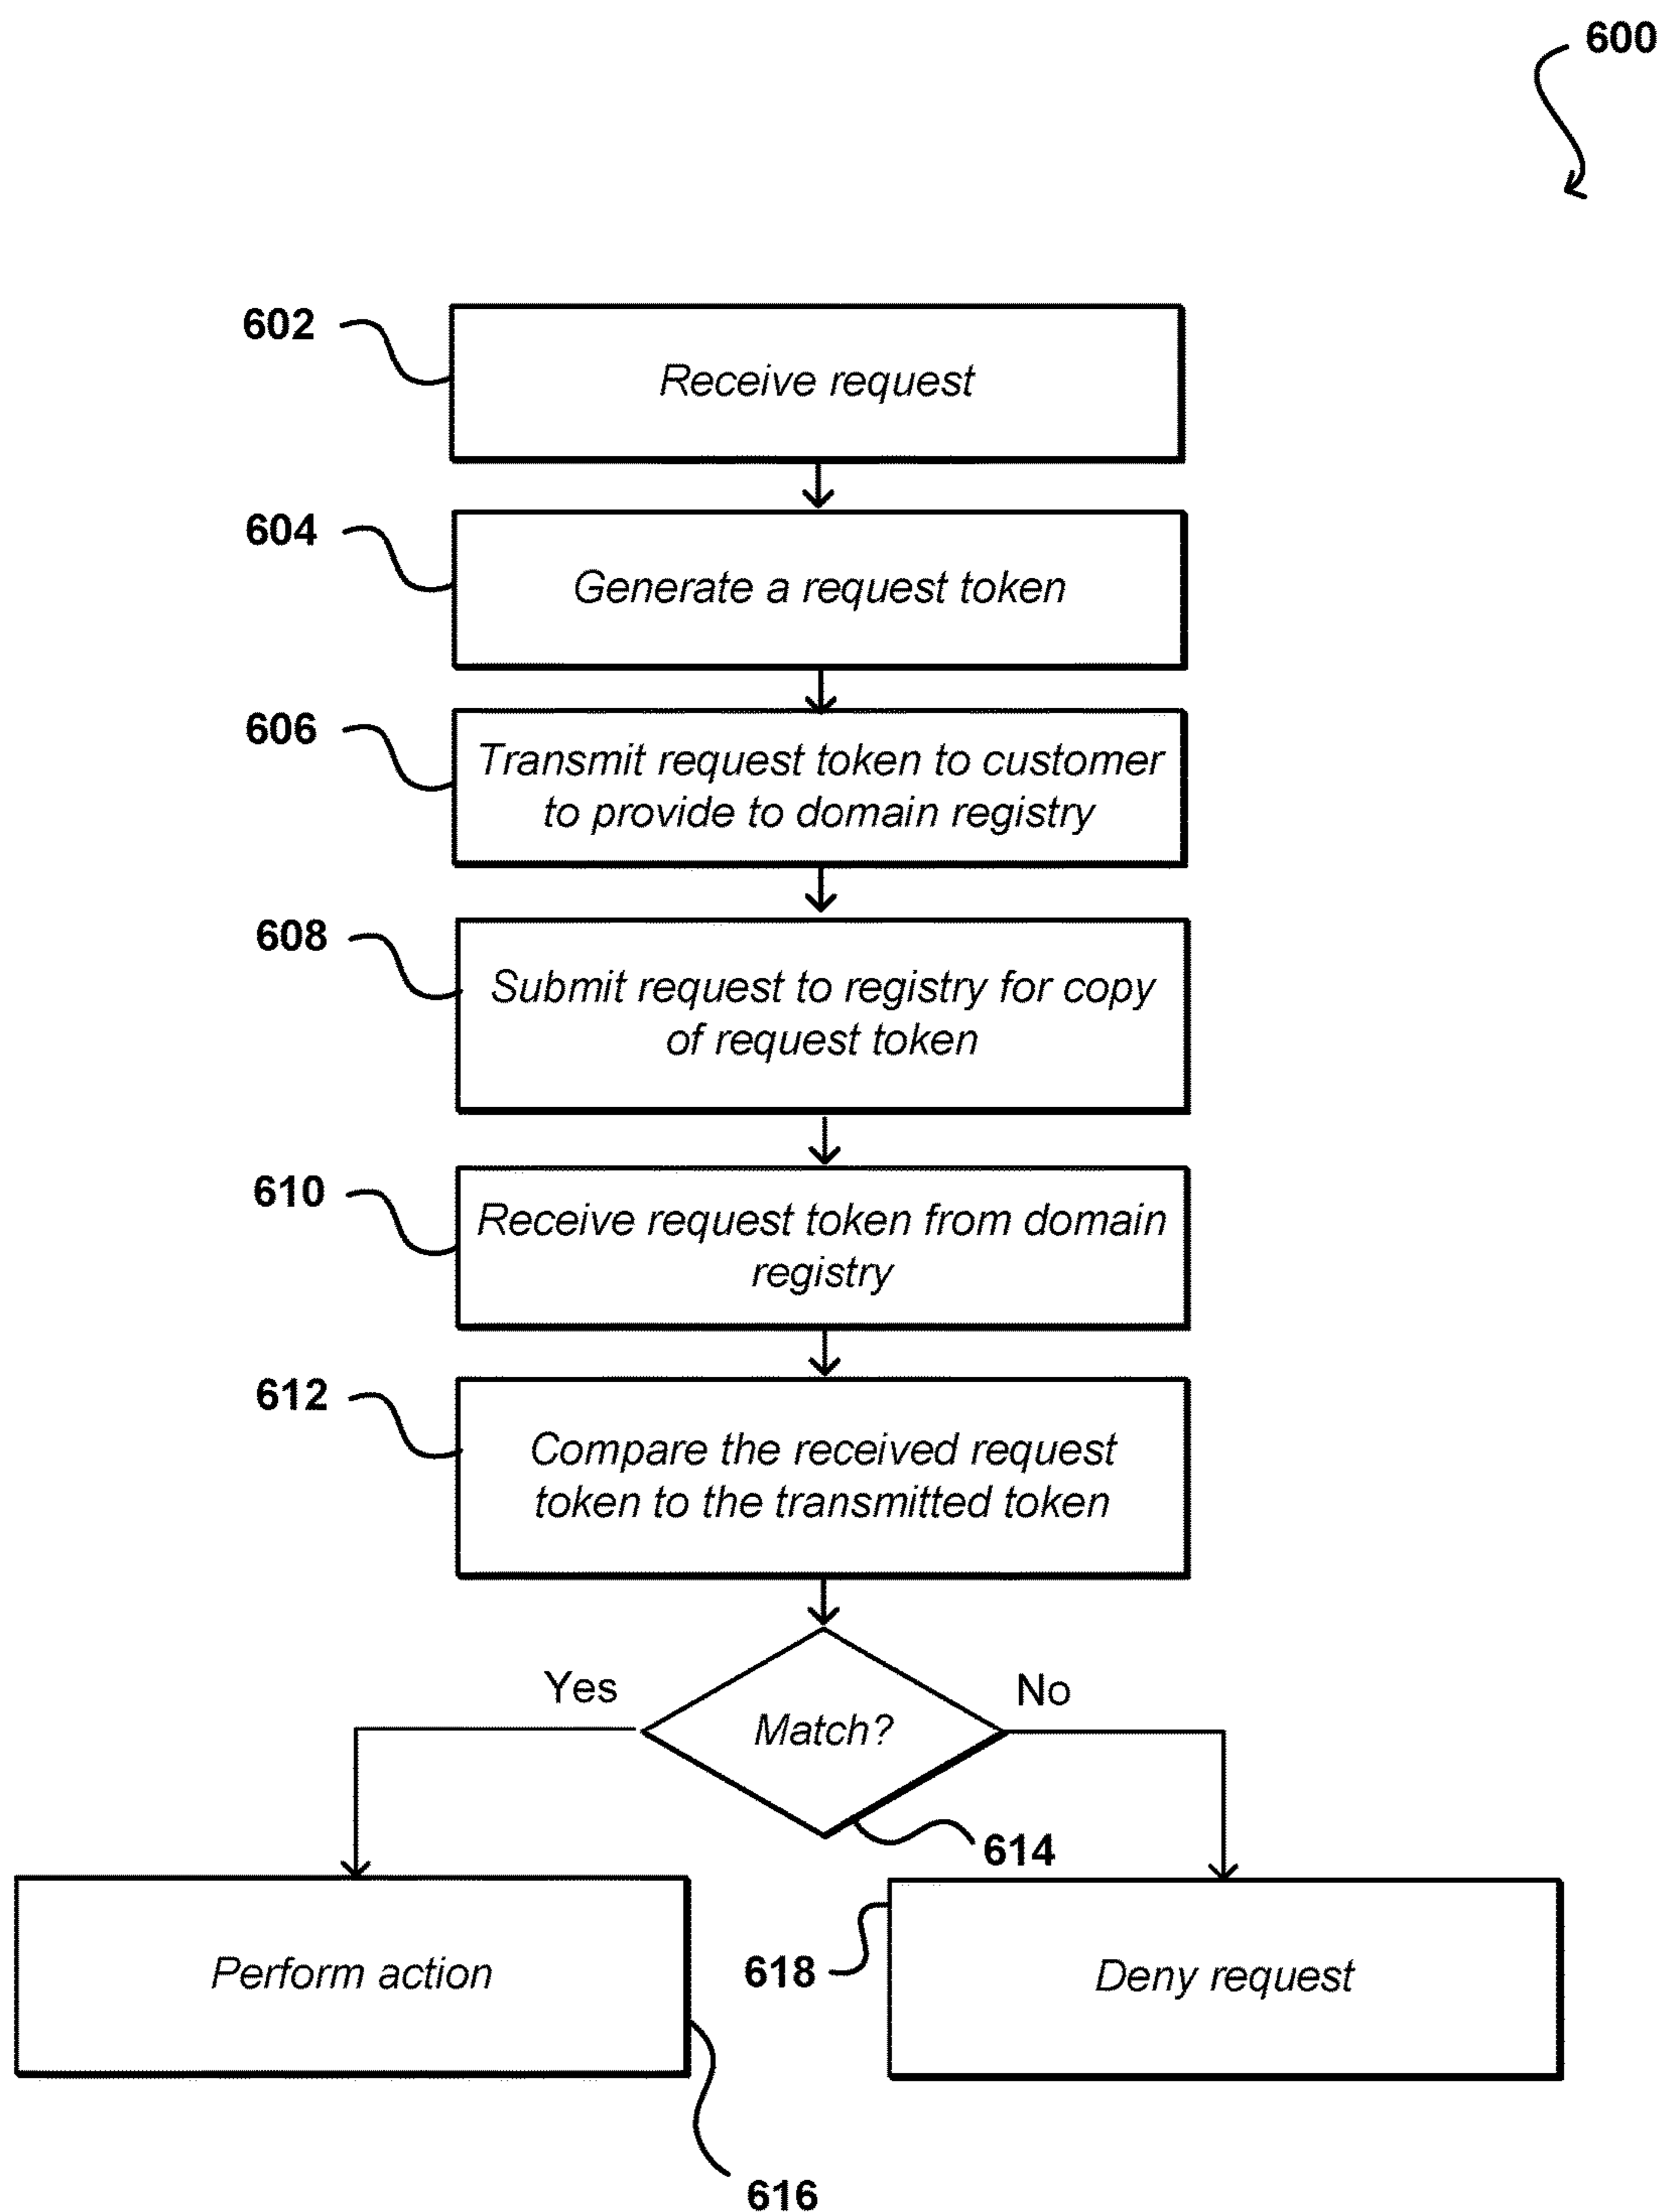 600
602
Receive request
604
Generate a request token
606
Transmit request token to customer
to provide to domain registry
608
Submit request to registry for copy
of request token
610
Receive request token from domain
registry
612
Compare the received request
token to the transmitted token
Yes
No
Match?
614
Perform action
618
Deny request
616